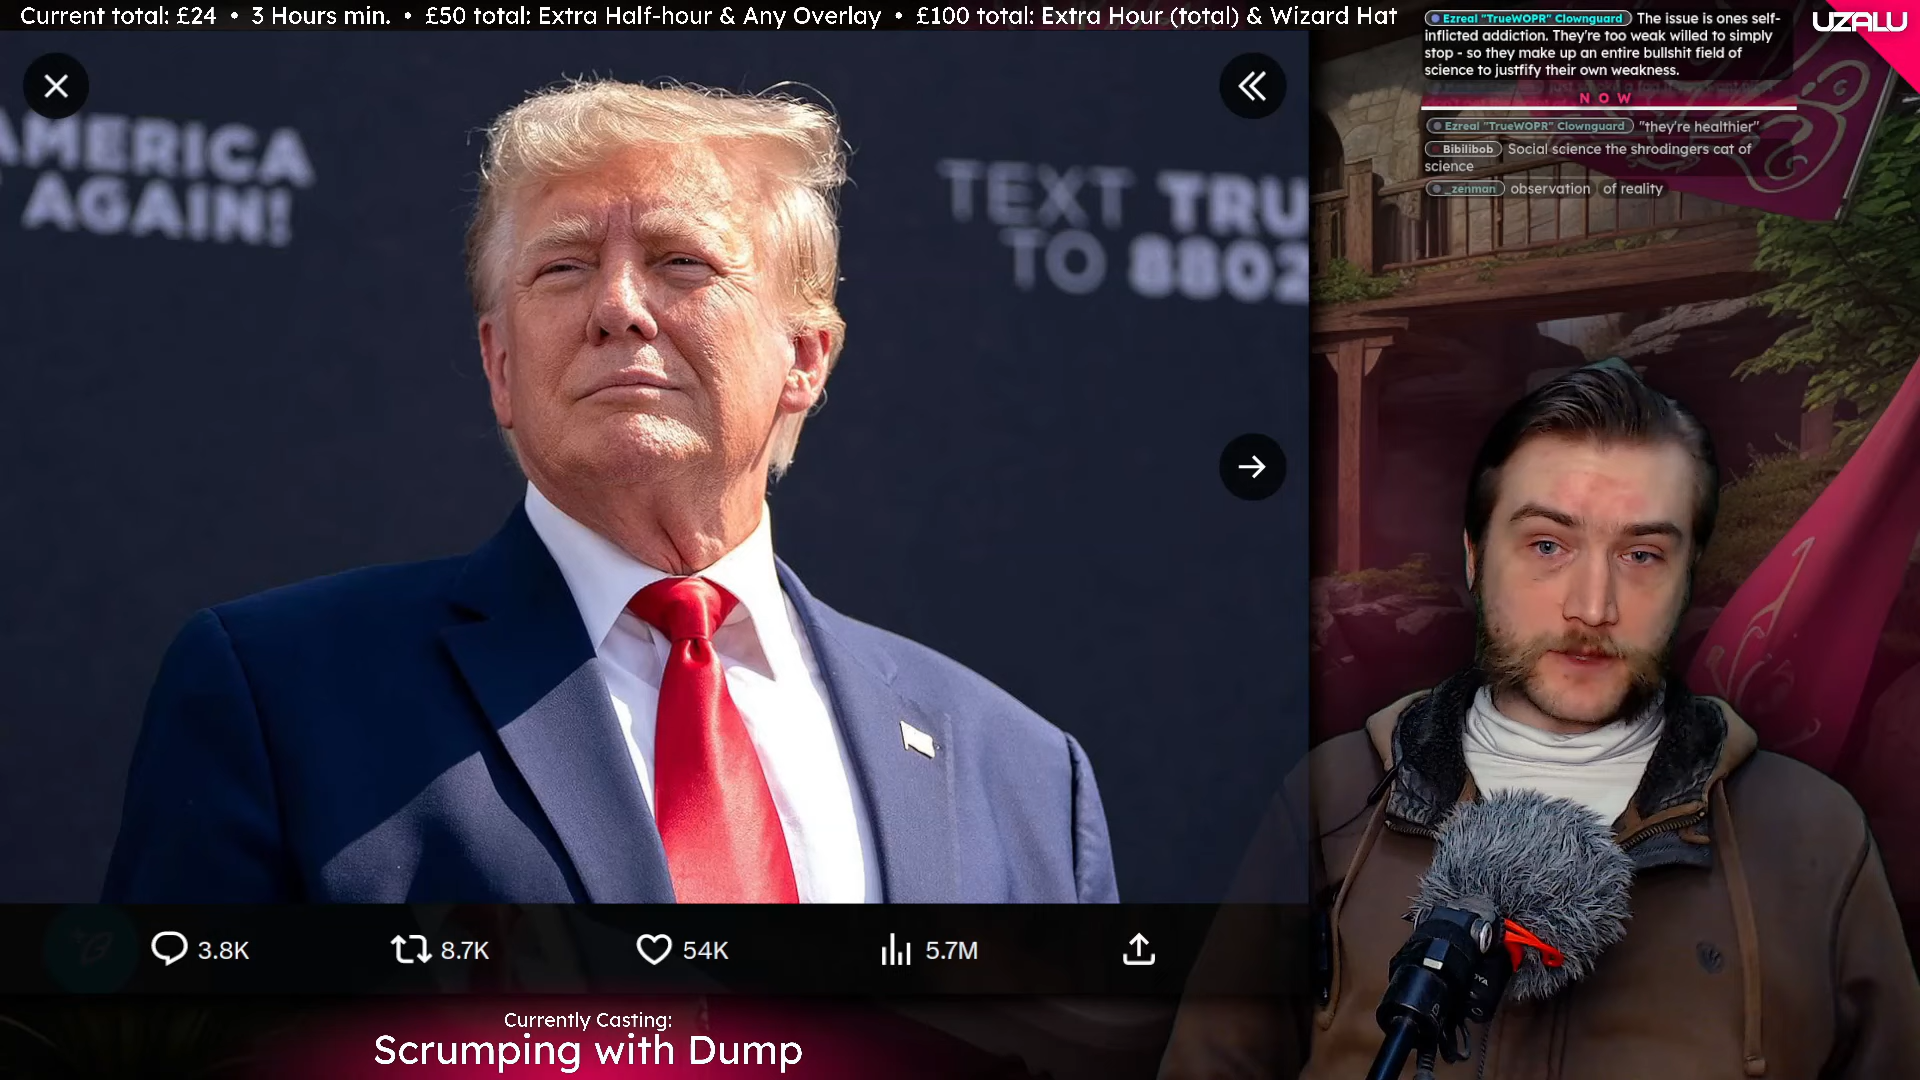 Current total: £24 • 3 Hours min. • £50 total: Extra Half-hour & Any Overlay • £100 total: Extra Hour (total) & Wizard Hat
UZALU
Ezreal "TrueWOPR" Clownguard The issue is ones self-
inflicted addiction. They're too weak willed to simply
stop - so they make up an entire bullshit field of
science to justfify their own weakness.
NOW
Ezreal "TrueWOPR" Clownguard "they're healthier"
Bibilibob Social science the shrodingers cat of
science
_zenman observation of reality
AMERICA
AGAIN!
TEXT TRU
TO 8802
3.8K
8.7K
54K
5.7M
Currently Casting:
Scrumping with Dump